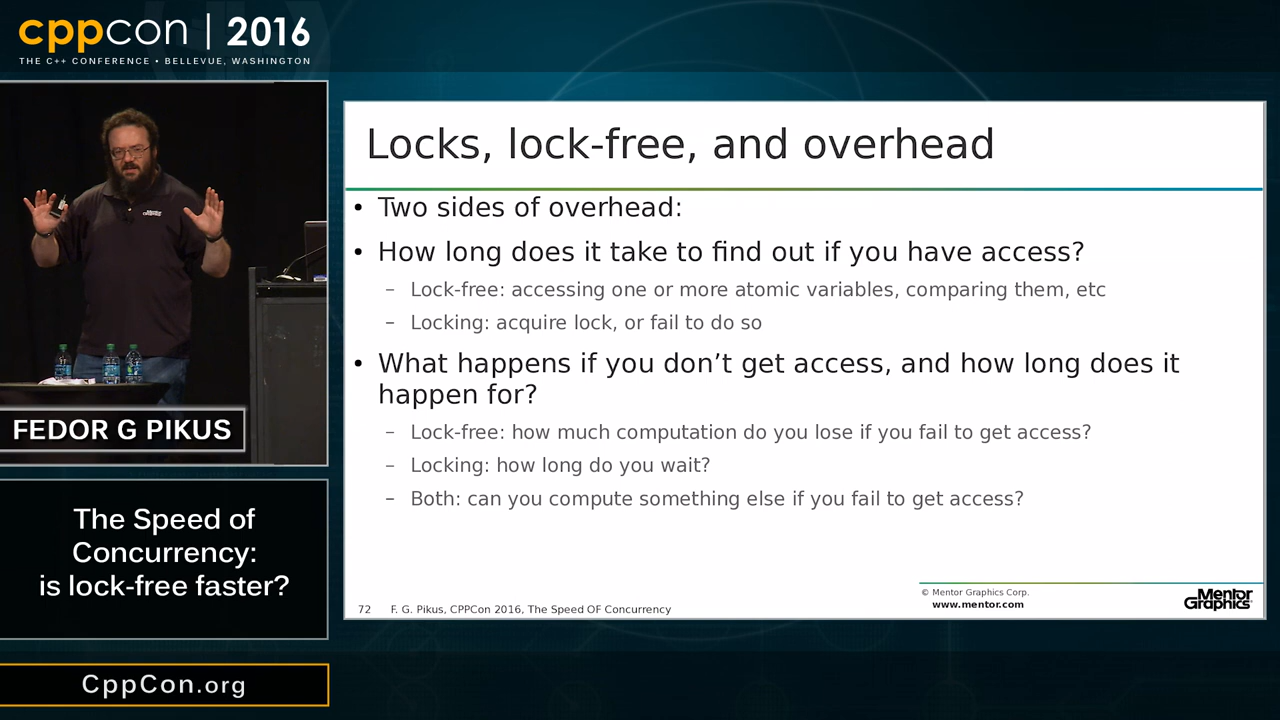 cppcon | 2016
THE C++ CONFERENCE • BELLEVUE, WASHINGTON
Mentor
Graphics
FEDOR G PIKUS
The Speed of
Concurrency:
is lock-free faster?
CppCon.org
Locks, lock-free, and overhead
• Two sides of overhead:
• How long does it take to find out if you have access?
– Lock-free: accessing one or more atomic variables, comparing them, etc
– Locking: acquire lock, or fail to do so
• What happens if you don’t get access, and how long does it
happen for?
– Lock-free: how much computation do you lose if you fail to get access?
– Locking: how long do you wait?
– Both: can you compute something else if you fail to get access?
72 F. G. Pikus, CPPCon 2016, The Speed OF Concurrency
© Mentor Graphics Corp.
www.mentor.com
Mentor
Graphics